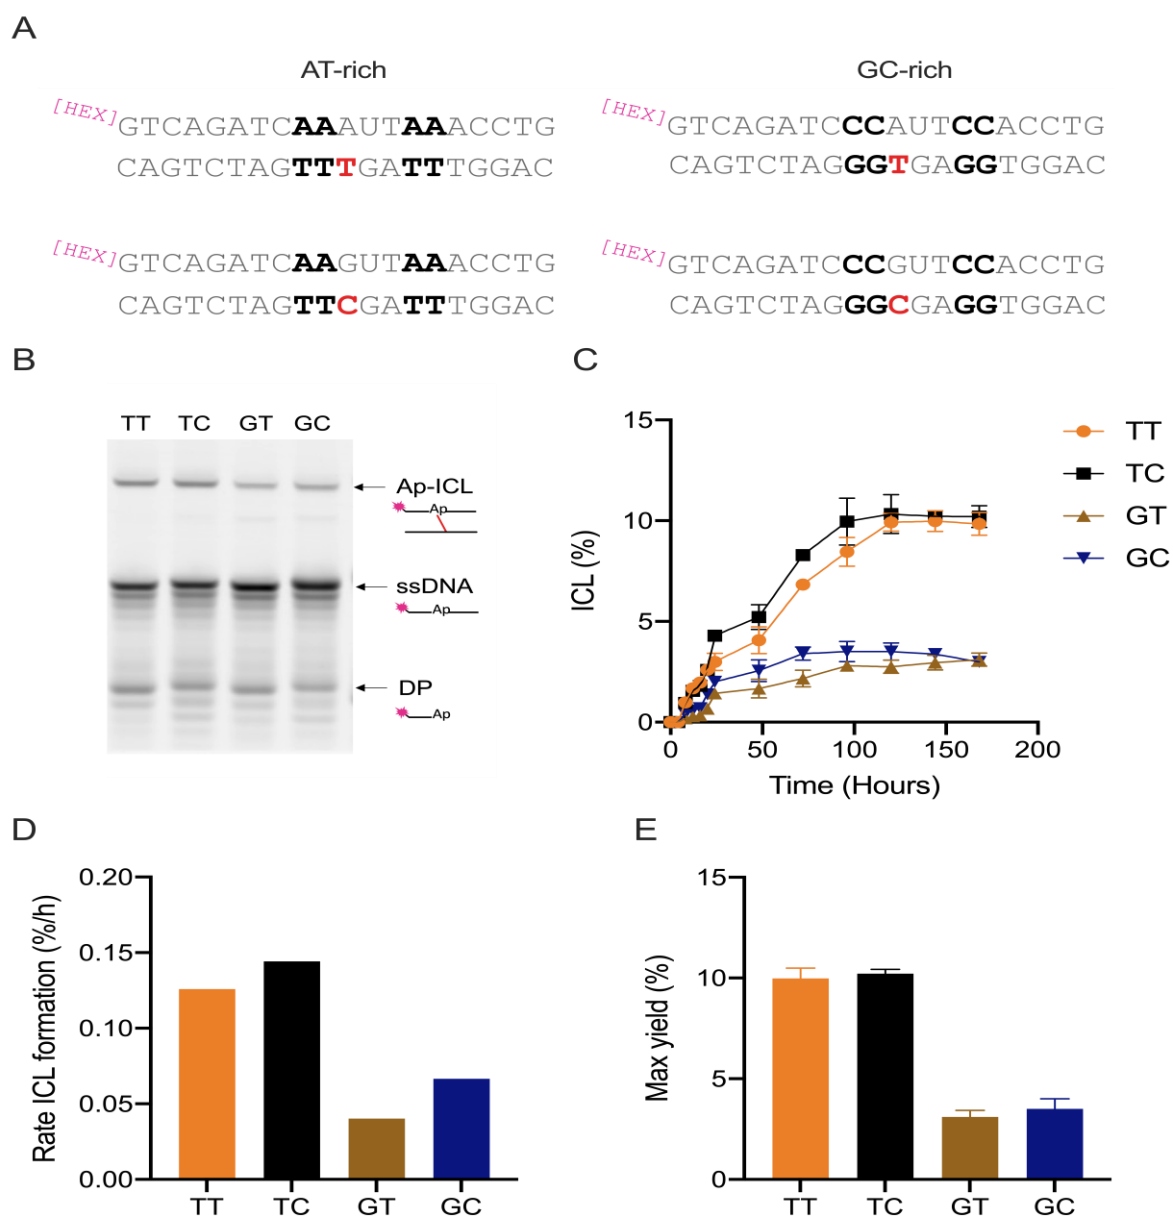 A
AT-rich
GC-rich
[HEX]GTCAGATCAAAUTAAACCTG
CAGTCTAGTTTGATTTGGAC
[HEX]GTCAGATCCCAUTCCACCTG
CAGTCTAGGGTGAGGTGGAC
[HEX]GTCAGATCAAGUTAAACCTG
CAGTCTAGTTCGATTTGGAC
[HEX]GTCAGATCCCGUTCCACCTG
CAGTCTAGGGCGAGGTGGAC
B
TT TC GT GC
Ap-ICL
Ap
ssDNA
Ap
DP
Ap
C
15
10
5
0
ICL (%)
0 50 100 150 200
Time (Hours)
TT
TC
GT
GC
D
0.20
0.15
0.10
0.05
0.00
Rate ICL formation (%/h)
TT TC GT GC
E
15
10
5
0
Max yield (%)
TT TC GT GC